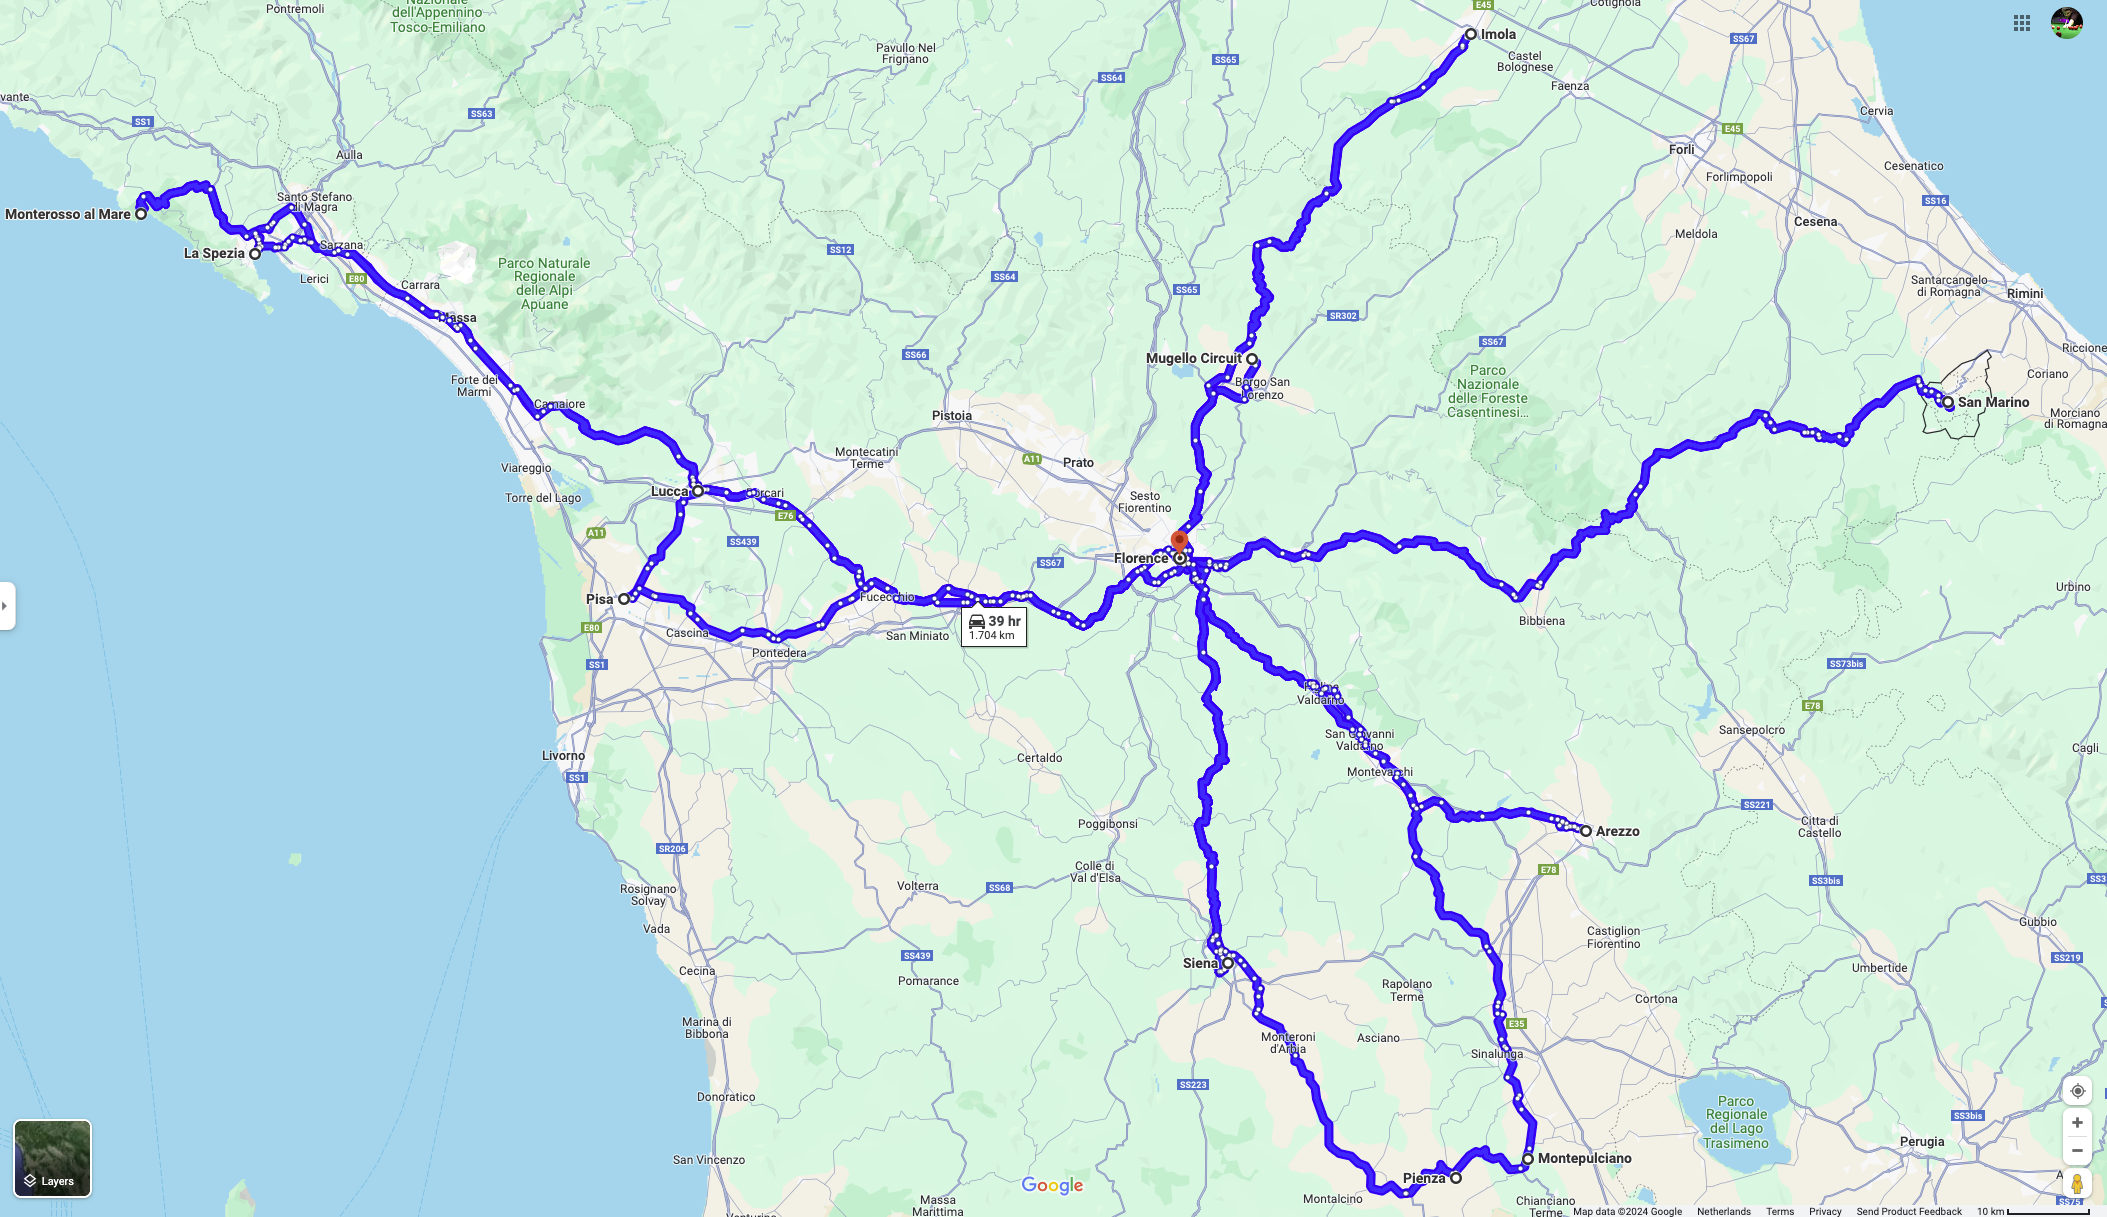 Pontremoli
Nazionale
dell'Appennino
Tosco-Emiliano
Pavullo Nel
Frignano
E45
Cotignola
Imola
SS67
Castel
Bolognese
SS65
SS64
Faenza
vante
SS1
SS63
Cervia
E45
Forlì
Aulla
Cesenatico
Forlimpopoli
Santo Stefano
di Magra
SS16
Monterosso al Mare
Cesena
Meldola
Sarzana
La Spezia
SS12
Lerici
E80
Carrara
Parco Naturale
Regionale
delle Alpi
Apuane
SS64
SS65
Santarcangelo
di Romagna
Rimini
Massa
SR302
SS67
Riccione
SS66
Mugello Circuit
Forte dei
Marmi
Borgo San
Lorenzo
Parco
Nazionale
delle Foreste
Casentinesi...
Coriano
Camaiore
San Marino
Pistoia
Morciano
di Romagna
Montecatini
Terme
A11
Prato
Viareggio
Torre del Lago
Lucca
Porcari
E76
Sesto
Fiorentino
A11
SS439
Florence
SS67
Urbino
Pisa
Fucecchio
E80
Cascina
San Miniato
39 hr
1.704 km
Bibbiena
Pontedera
SS1
SS73bis
Figline
Valdarno
E78
San Giovanni
Valdarno
Sansepolcro
Livorno
Certaldo
Cagli
SS1
Montevarchi
SS221
Poggibonsi
Città di
Castello
Arezzo
SR206
Colle di
Val d'Elsa
E78
Volterra
SS68
SS3bis
SS3
Rosignano
Solvay
Gubbio
Vada
Castiglion
Fiorentino
SS439
SS219
Siena
Cecina
Umbertide
Pomarance
Rapolano
Terme
Cortona
Marina di
Bibbona
E35
Monteroni
d'Arbia
Asciano
Sinalunga
SS223
Donoratico
Parco
Regionale
del Lago
Trasimeno
SS3bis
Perugia
San Vincenzo
Montepulciano
Pienza
Layers
Google
Massa
Marittima
Montalcino
Chianciano
Terme
SS75
Map data ©2024 Google Netherlands Terms Privacy Send Product Feedback 10 km